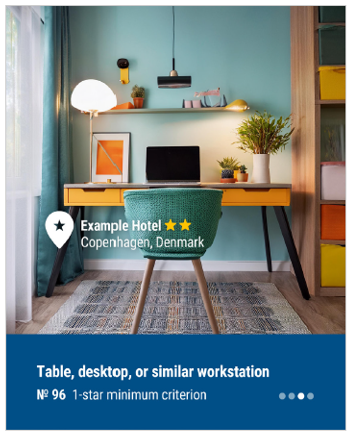 Example Hotel ★★
Copenhagen, Denmark
Table, desktop, or similar workstation
№ 96 1-star minimum criterion